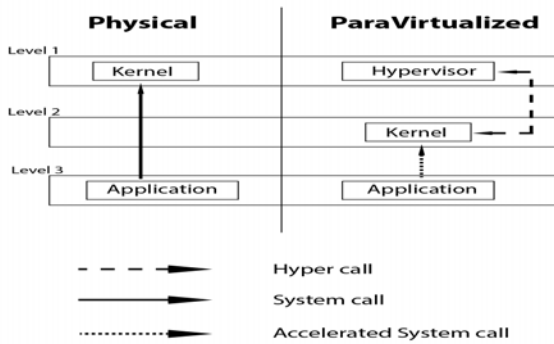 Physical
ParaVirtualized
Level 1
Kernel
Hypervisor
Level 2
Kernel
Level 3
Application
Application
Hyper call
System call
Accelerated System call